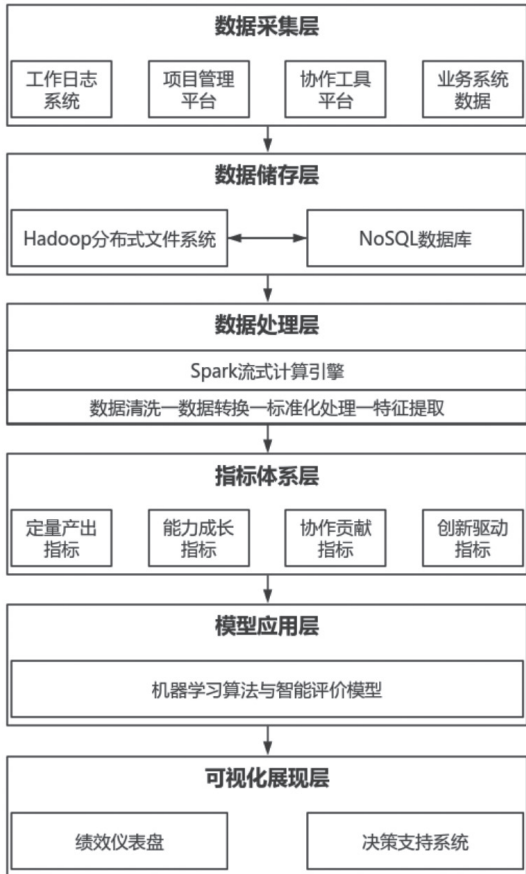 数据采集层
工作日志
系统
项目管理
平台
协作工具
平台
业务系统
数据
数据储存层
Hadoop分布式文件系统
NoSQL数据库
数据处理层
Spark流式计算引擎
数据清洗—数据转换—标准化处理—特征提取
指标体系层
定量产出
指标
能力成长
指标
协作贡献
指标
创新驱动
指标
模型应用层
机器学习算法与智能评价模型
可视化展现层
绩效仪表盘
决策支持系统